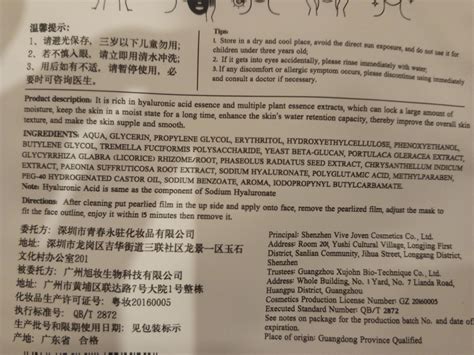 温馨提示:
1、请避光保存，三岁以下儿童勿用;
2、若不慎入眼，请立即用清水冲洗;
3、用后如有不适，请暂停使用，必
要时可咨询医生。
Tips:
1. Store in a dry and cool place, avoid the direct sun exposure, and do not use it for
children under three years old;
2. If it gets into eyes accidentally, please rinse immediately with water;
3. If any discomfort or allergic symptom occurs, please discontinue using immediately
and consult a doctor if necessary.
Product description: It is rich in hyaluronic acid essence and multiple plant essence extracts, which can lock a large amount of
moisture, keep the skin in a moist state for a long time, enhance the skin's water retention capacity, thereby improve the overall skin
texture, and make the skin supple and smooth.
INGREDIENTS: AQUA, GLYCERIN, PROPYLENE GLYCOL, ERYTHRITOL, HYDROXYETHYLCELLULOSE, PHENOXYETHANOL,
BUTYLENE GLYCOL, TREMELLA FUCIFORMIS POLYSACCHARIDE, YEAST BETA-GLUCAN, PORTULACA OLERACEA EXTRACT,
GLYCYRRHIZA GLABRA (LICORICE) RHIZOME/ROOT, PHASEOLUS RADIATUS SEED EXTRACT, CHRYSANTHELLUM INDICUM
EXTRACT, PAEONIA SUFFRUTICOSA ROOT EXTRACT, SODIUM HYALURONATE, POLYGLUTAMIC ACID, METHYLPARABEN,
PEG-40 HYDROGENATED CASTOR OIL, SODIUM BENZOATE, AROMA, IODOPROPYNYL BUTYLCARBAMATE.
Note: Hyaluronic Acid is same as the component of Sodium Hyaluronate
Directions: After cleaning put pearlied film in the up side and apply onto face, remove the pearlized film, adjust the mask to
fit the face outline, enjoy it within 15 minutes then remove it.
委托方: 深圳市青春永驻化妆品有限公司
地址: 深圳市龙岗区吉华街道三联社区龙景一区玉石
文化村办公室201
被委托方: 广州旭妆生物科技有限公司
地址: 广州市黄埔区联达路7号大院1号整栋
化妆品生产许可证号: 粤妆20160005
执行标准号: QB/T 2872
生产批号和限期使用日期: 见包装标示
产地: 广东省 合格
Principal: Shenzhen Vive Joven Cosmetics Co., Ltd.
Address: Room 201, Yushi Cultural Village, Longjing First
District, Sanlian Community, Jihua Street, Longgang District,
Shenzhen
Trustees: Guangzhou Xujohn Bio-Technique Co., Ltd.
Address: Whole Building, No. 1 Yard, No. 7 Lianda Road,
Huangpu District, Guangzhou
Cosmetics Production License Number: GZ 20160005
Executed Standard Number: QB/T 2872
See notes on package for the production batch No. and date
of use.
Place of origin: Guangdong Province Qualified